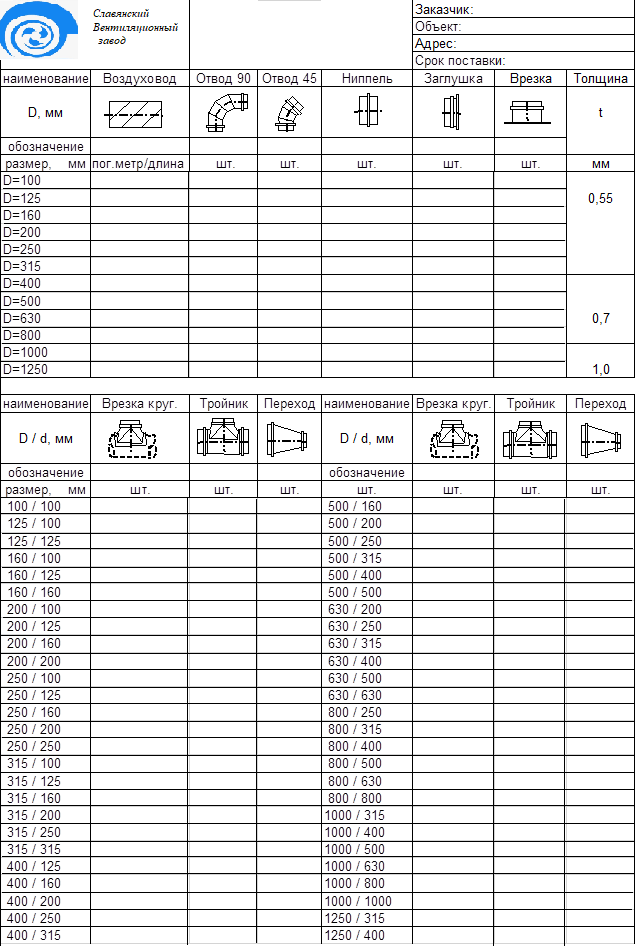 Славянский
Вентиляционный
завод
Заказчик:
Объект:
Адрес:
Срок поставки:
наименование Воздуховод Отвод 90 Отвод 45 Ниппель Заглушка Врезка Толщина
D, мм t
обозначение
размер, мм пог.метр/длина шт. шт. шт. шт. шт. мм
D=100
D=125 0,55
D=160
D=200
D=250
D=315
D=400
D=500
D=630 0,7
D=800
D=1000
D=1250 1,0
наименование Врезка круг. Тройник Переход наименование Врезка круг. Тройник Переход
D / d, мм D / d, мм
обозначение обозначение
размер, мм шт. шт. шт. шт. шт. шт. шт.
100 / 100 500 / 160
125 / 100 500 / 200
125 / 125 500 / 250
160 / 100 500 / 315
160 / 125 500 / 400
160 / 160 500 / 500
200 / 100 630 / 200
200 / 125 630 / 250
200 / 160 630 / 315
200 / 200 630 / 400
250 / 100 630 / 500
250 / 125 630 / 630
250 / 160 800 / 250
250 / 200 800 / 315
250 / 250 800 / 400
315 / 100 800 / 500
315 / 125 800 / 630
315 / 160 800 / 800
315 / 200 1000 / 315
315 / 250 1000 / 400
315 / 315 1000 / 500
400 / 125 1000 / 630
400 / 160 1000 / 800
400 / 200 1000 / 1000
400 / 250 1250 / 315
400 / 315 1250 / 400